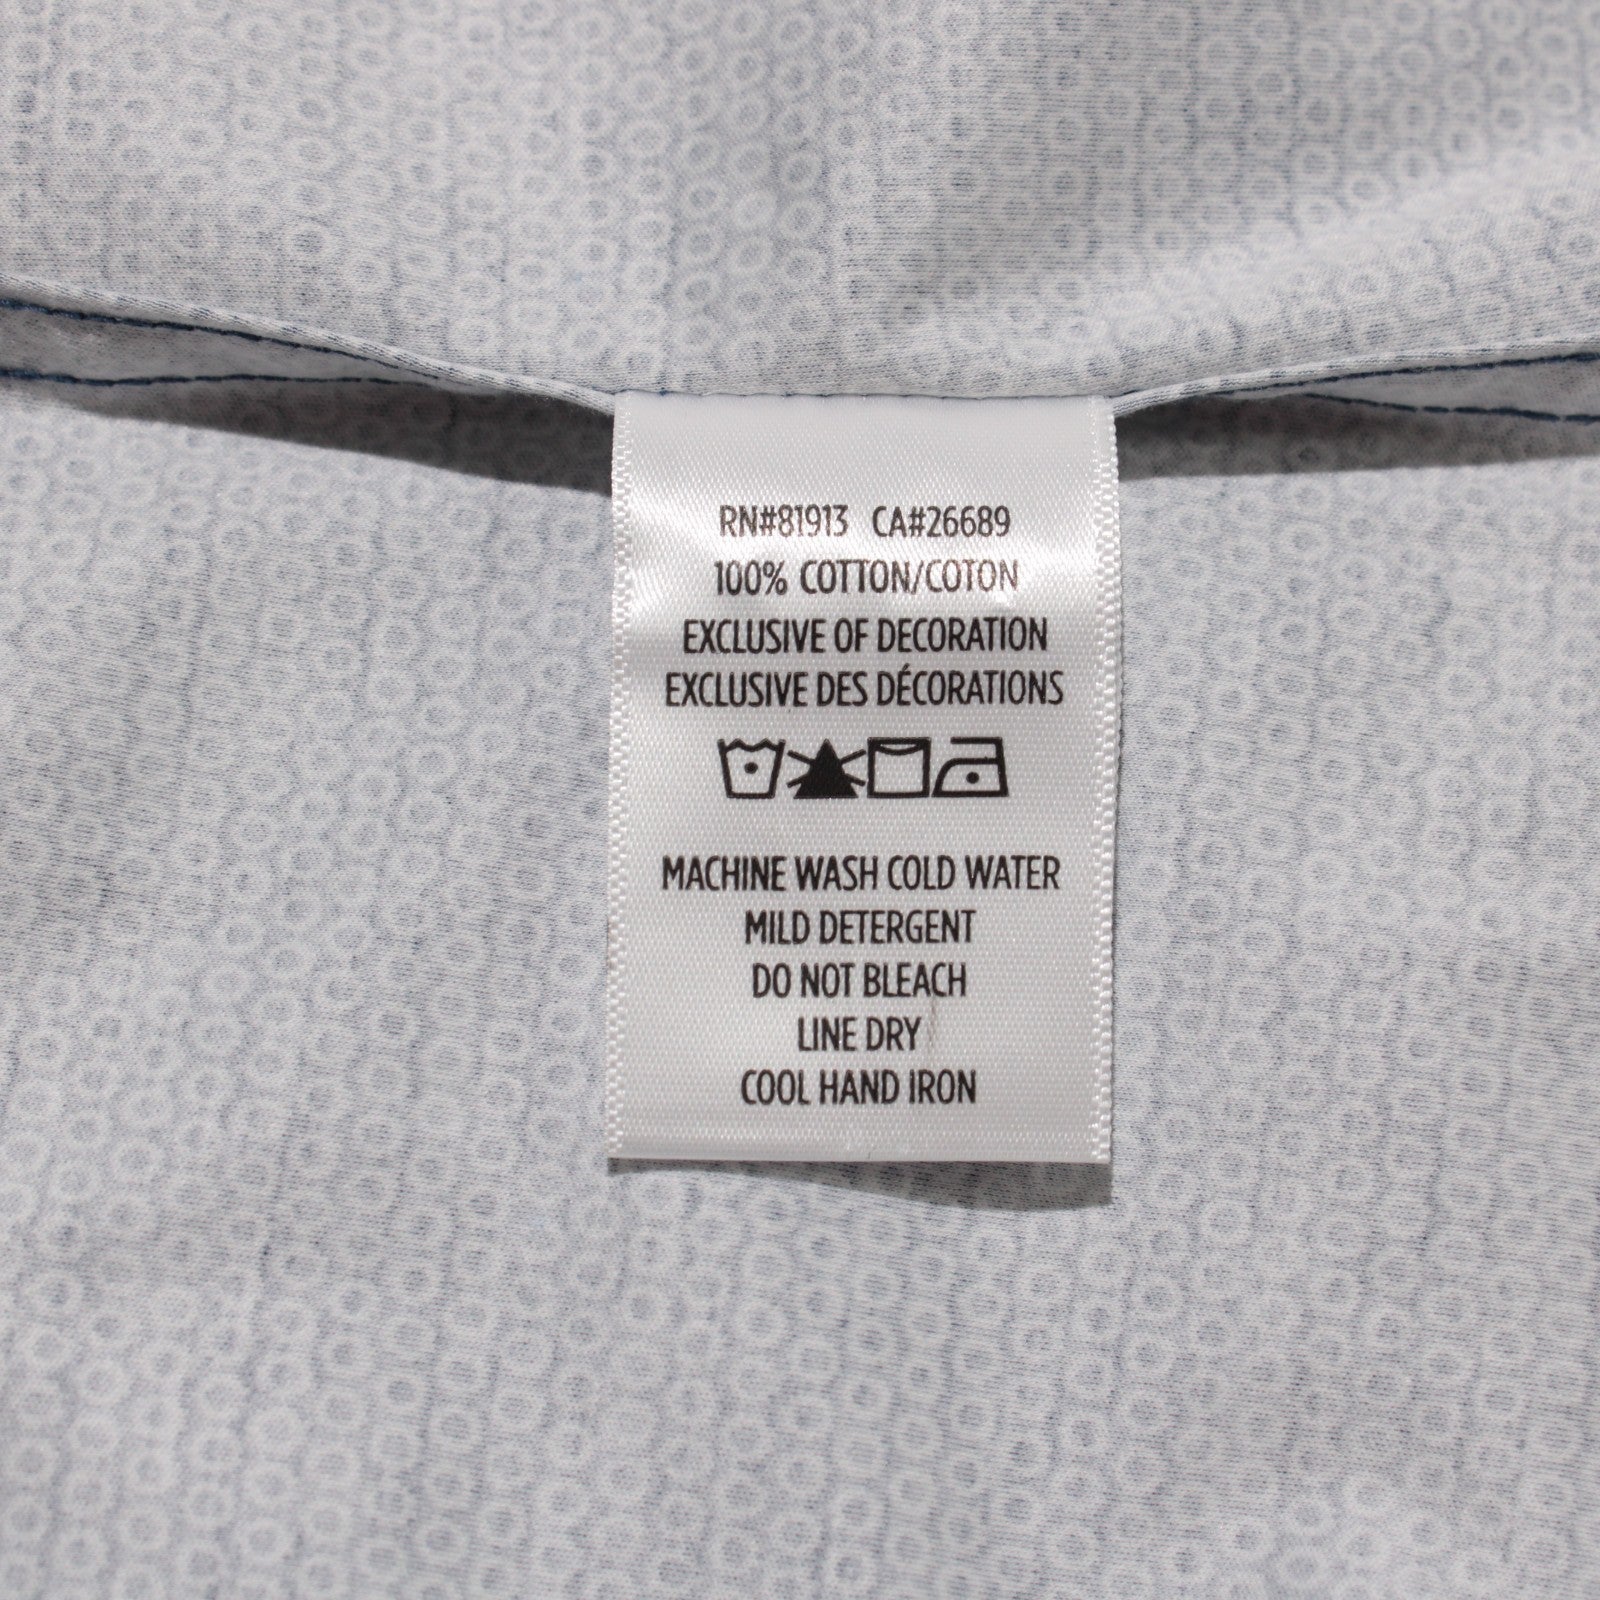 RN#81913 CA#26689
100% COTTON/COTON
EXCLUSIVE OF DECORATION
EXCLUSIVE DES DÉCORATIONS
MACHINE WASH COLD WATER
MILD DETERGENT
DO NOT BLEACH
LINE DRY
COOL HAND IRON